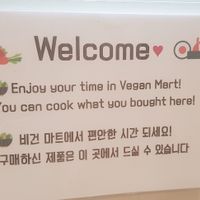 Welcome♥
Enjoy your time in Vegan Mart!
You can cook what you bought here!
비건 마트에서 편안한 시간 되세요!
구매하신 제품은 이 곳에서 드실 수 있습니다